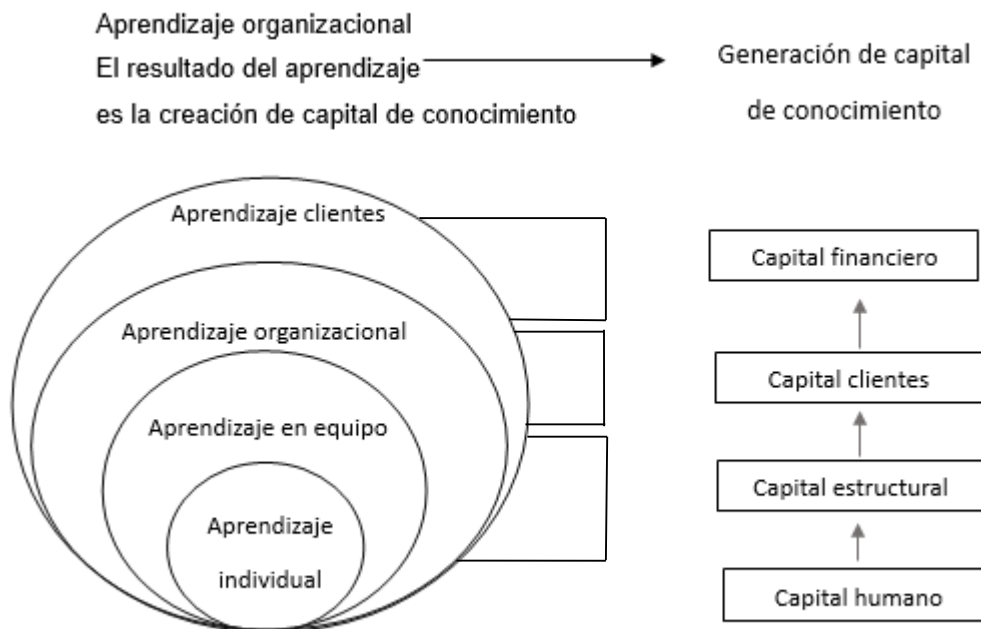 Aprendizaje organizacional
El resultado del aprendizaje
es la creación de capital de conocimiento
Generación de capital
de conocimiento
Aprendizaje clientes
Aprendizaje organizacional
Aprendizaje en equipo
Aprendizaje
individual
Capital financiero
Capital clientes
Capital estructural
Capital humano